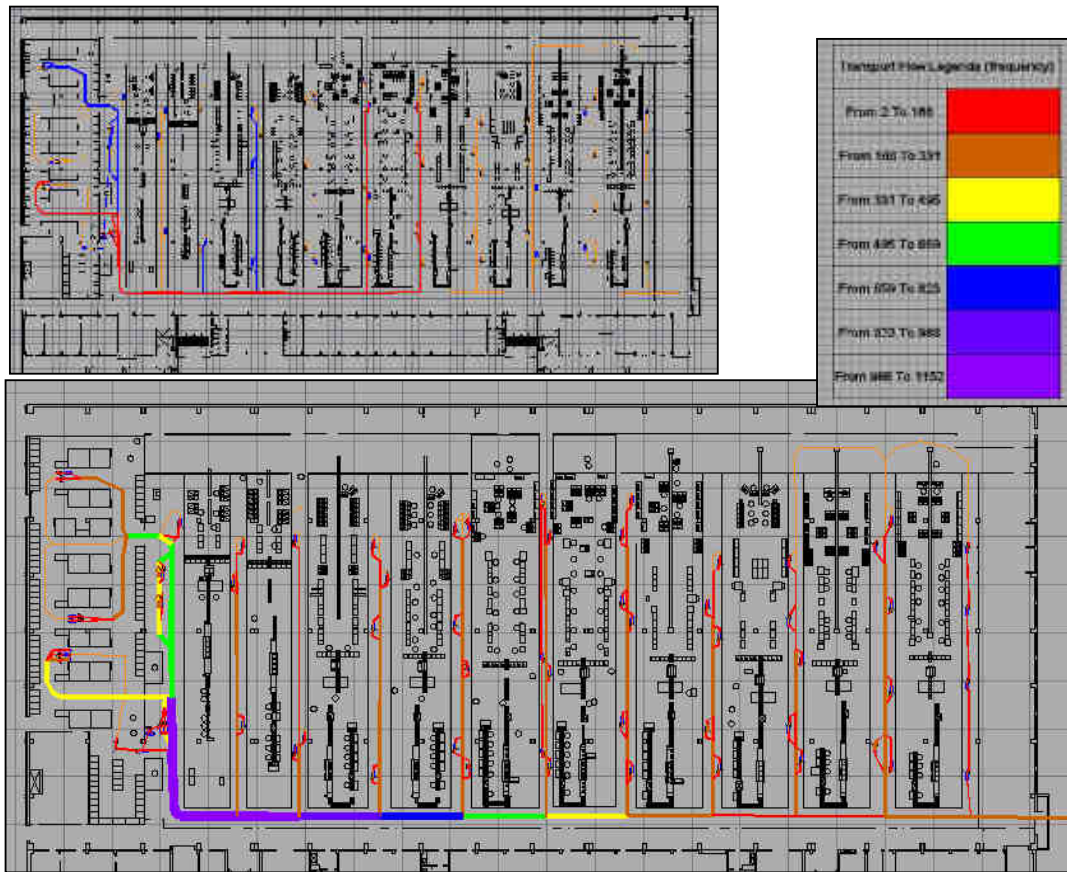 Transport Flow Legenda (frequency)
From 2 To 166
From 166 To 331
From 331 To 495
From 495 To 659
From 659 To 823
From 823 To 988
From 988 To 1152